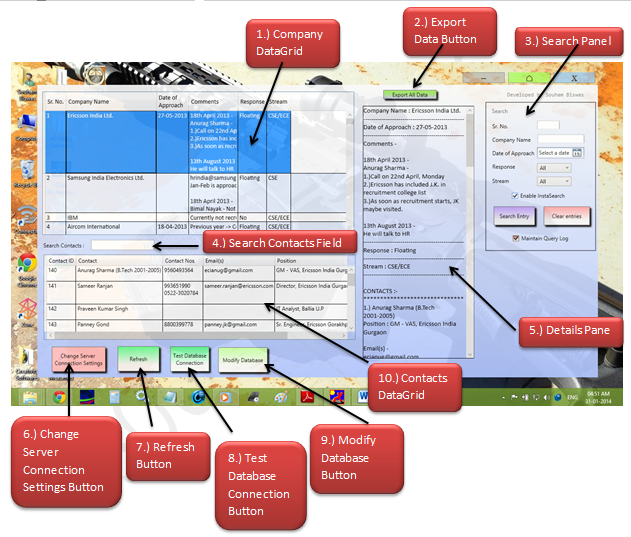 1.) Company
DataGrid
2.) Export
Data Button
3.) Search Panel
Export All Data
X
Developed by Souham Biswas
Sr. No. Company Name Date of Approach Comments Response Stream
1 Ericsson India Ltd. 27-05-2013 18th April 2013 - Floating CSE/ECE
Anurag Sharma -
1.)Call on 22nd Ap
2.)Ericsson has incl
3.)As soon as recru
13th August 2013
He will talk to HR
2 Samsung India Electronics Ltd. hrindia@samsung Floating CSE
Jan-Feb is approac
18th April 2013 -
Bimal Nayak - Not
3 IBM Currently not recr No CSE/ECE
4 Aircom International 18-04-2013 Previous year -> C Floating CSE/ECE
Company Name : Ericsson India Ltd.
Date of Approach : 27-05-2013
Comments -
18th April 2013 -
Anurag Sharma -
1.)Call on 22nd April, Monday
2.)Ericsson has included J.K. in
recruitment college list
3.)As soon as recruitment starts, JK
maybe visited.
13th August 2013 -
He will talk to HR
Response : Floating
Stream : CSE/ECE
CONTACTS :-
1.) Anurag Sharma (B.Tech
2001-2005)
Position : GM - VAS, Ericsson India
Gurgaon
Email(s) -
ecianug@gmail.com
Search
Sr. No.
Company Name
Date of Approach Select a date 15
Response All
Stream All
Enable InstaSearch
Search Entry Clear entries
Maintain Query Log
4.) Search Contacts Field
Search Contacts :
Contact ID Contact Contact Nos. Email(s) Position
140 Anurag Sharma (B.Tech 2001-2005) 9560493564 ecianug@gmail.com GM - VAS, Ericsson India Gurgao
141 Sameer Ranjan 993651990 sameer.ranjan@ericsson.com Director, Ericsson India Gurgaon
0522-3020784
142 Praveen Kumar Singh IT Analyst, Ballia U.P
143 Panney Gond 8800399778 panney.jk@gmail.com Sr. Engineer, Ericsson Gorakhp
5.) Details Pane
Change Server
Connection Settings
Refresh
Test Database
Connection
Modify Database
10.) Contacts
DataGrid
ENG
04:51 AM
31-01-2014
6.) Change
Server
Connection
Settings Button
7.) Refresh
Button
8.) Test
Database
Connection
Button
9.) Modify
Database
Button